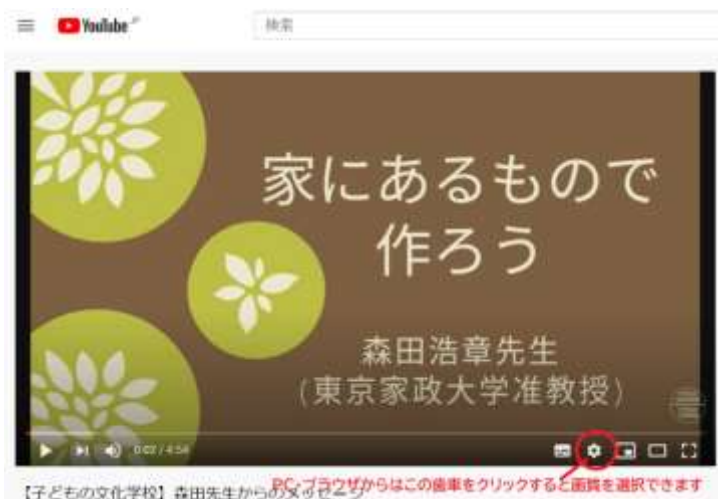 YouTube JP
検索
家にあるもので
作ろう
森田浩章先生
(東京家政大学准教授)
0:02 / 4:54
PC・ブラウザからはこの歯車をクリックすると画質を選択できます
【子どもの文化学校】森田先生からのメッセージ